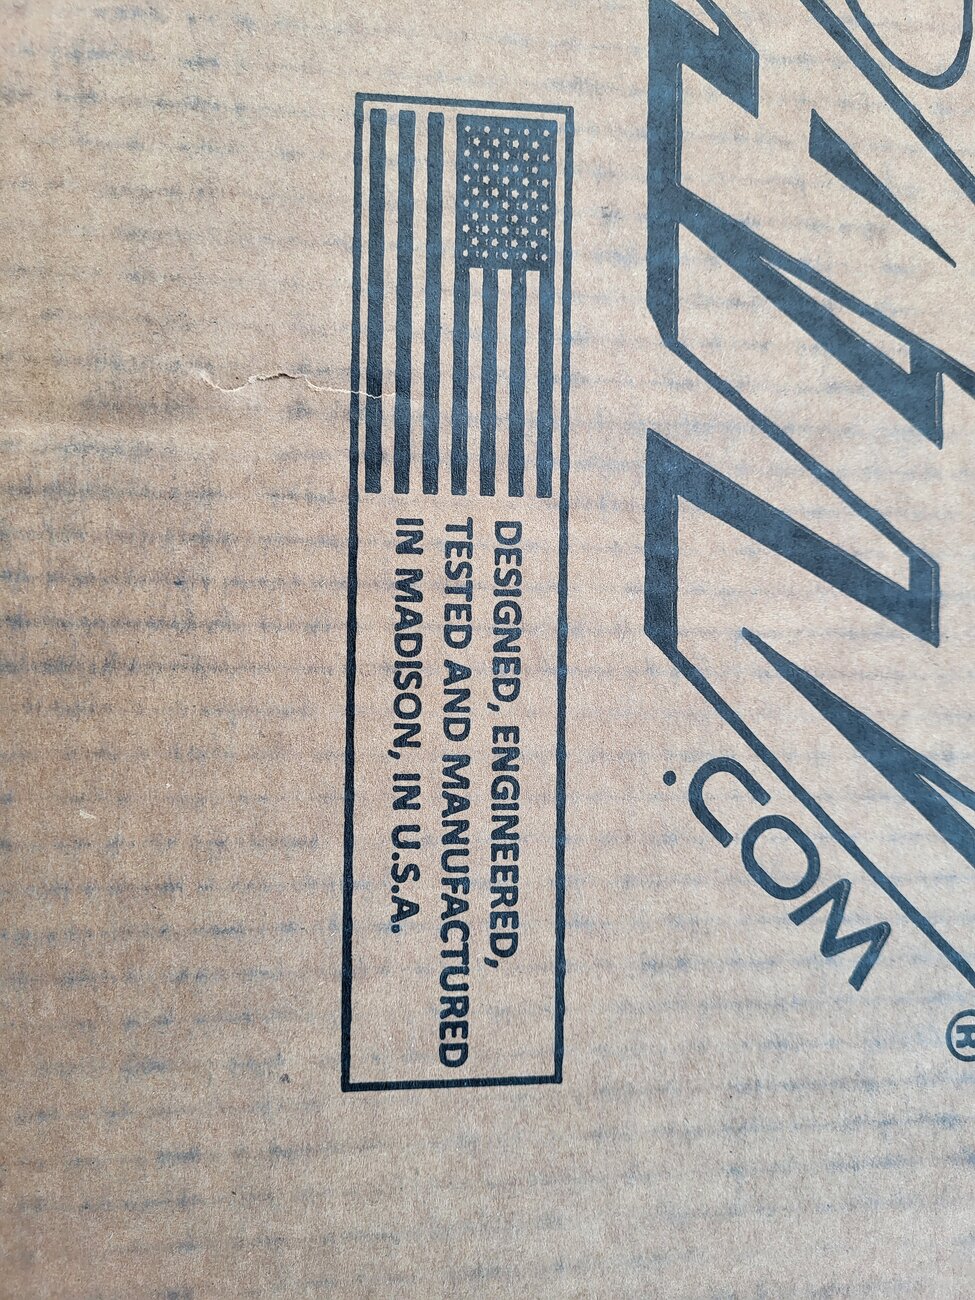 DESIGNED, ENGINEERED,
TESTED AND MANUFACTURED
IN MADISON, IN U.S.A.
.COM
®